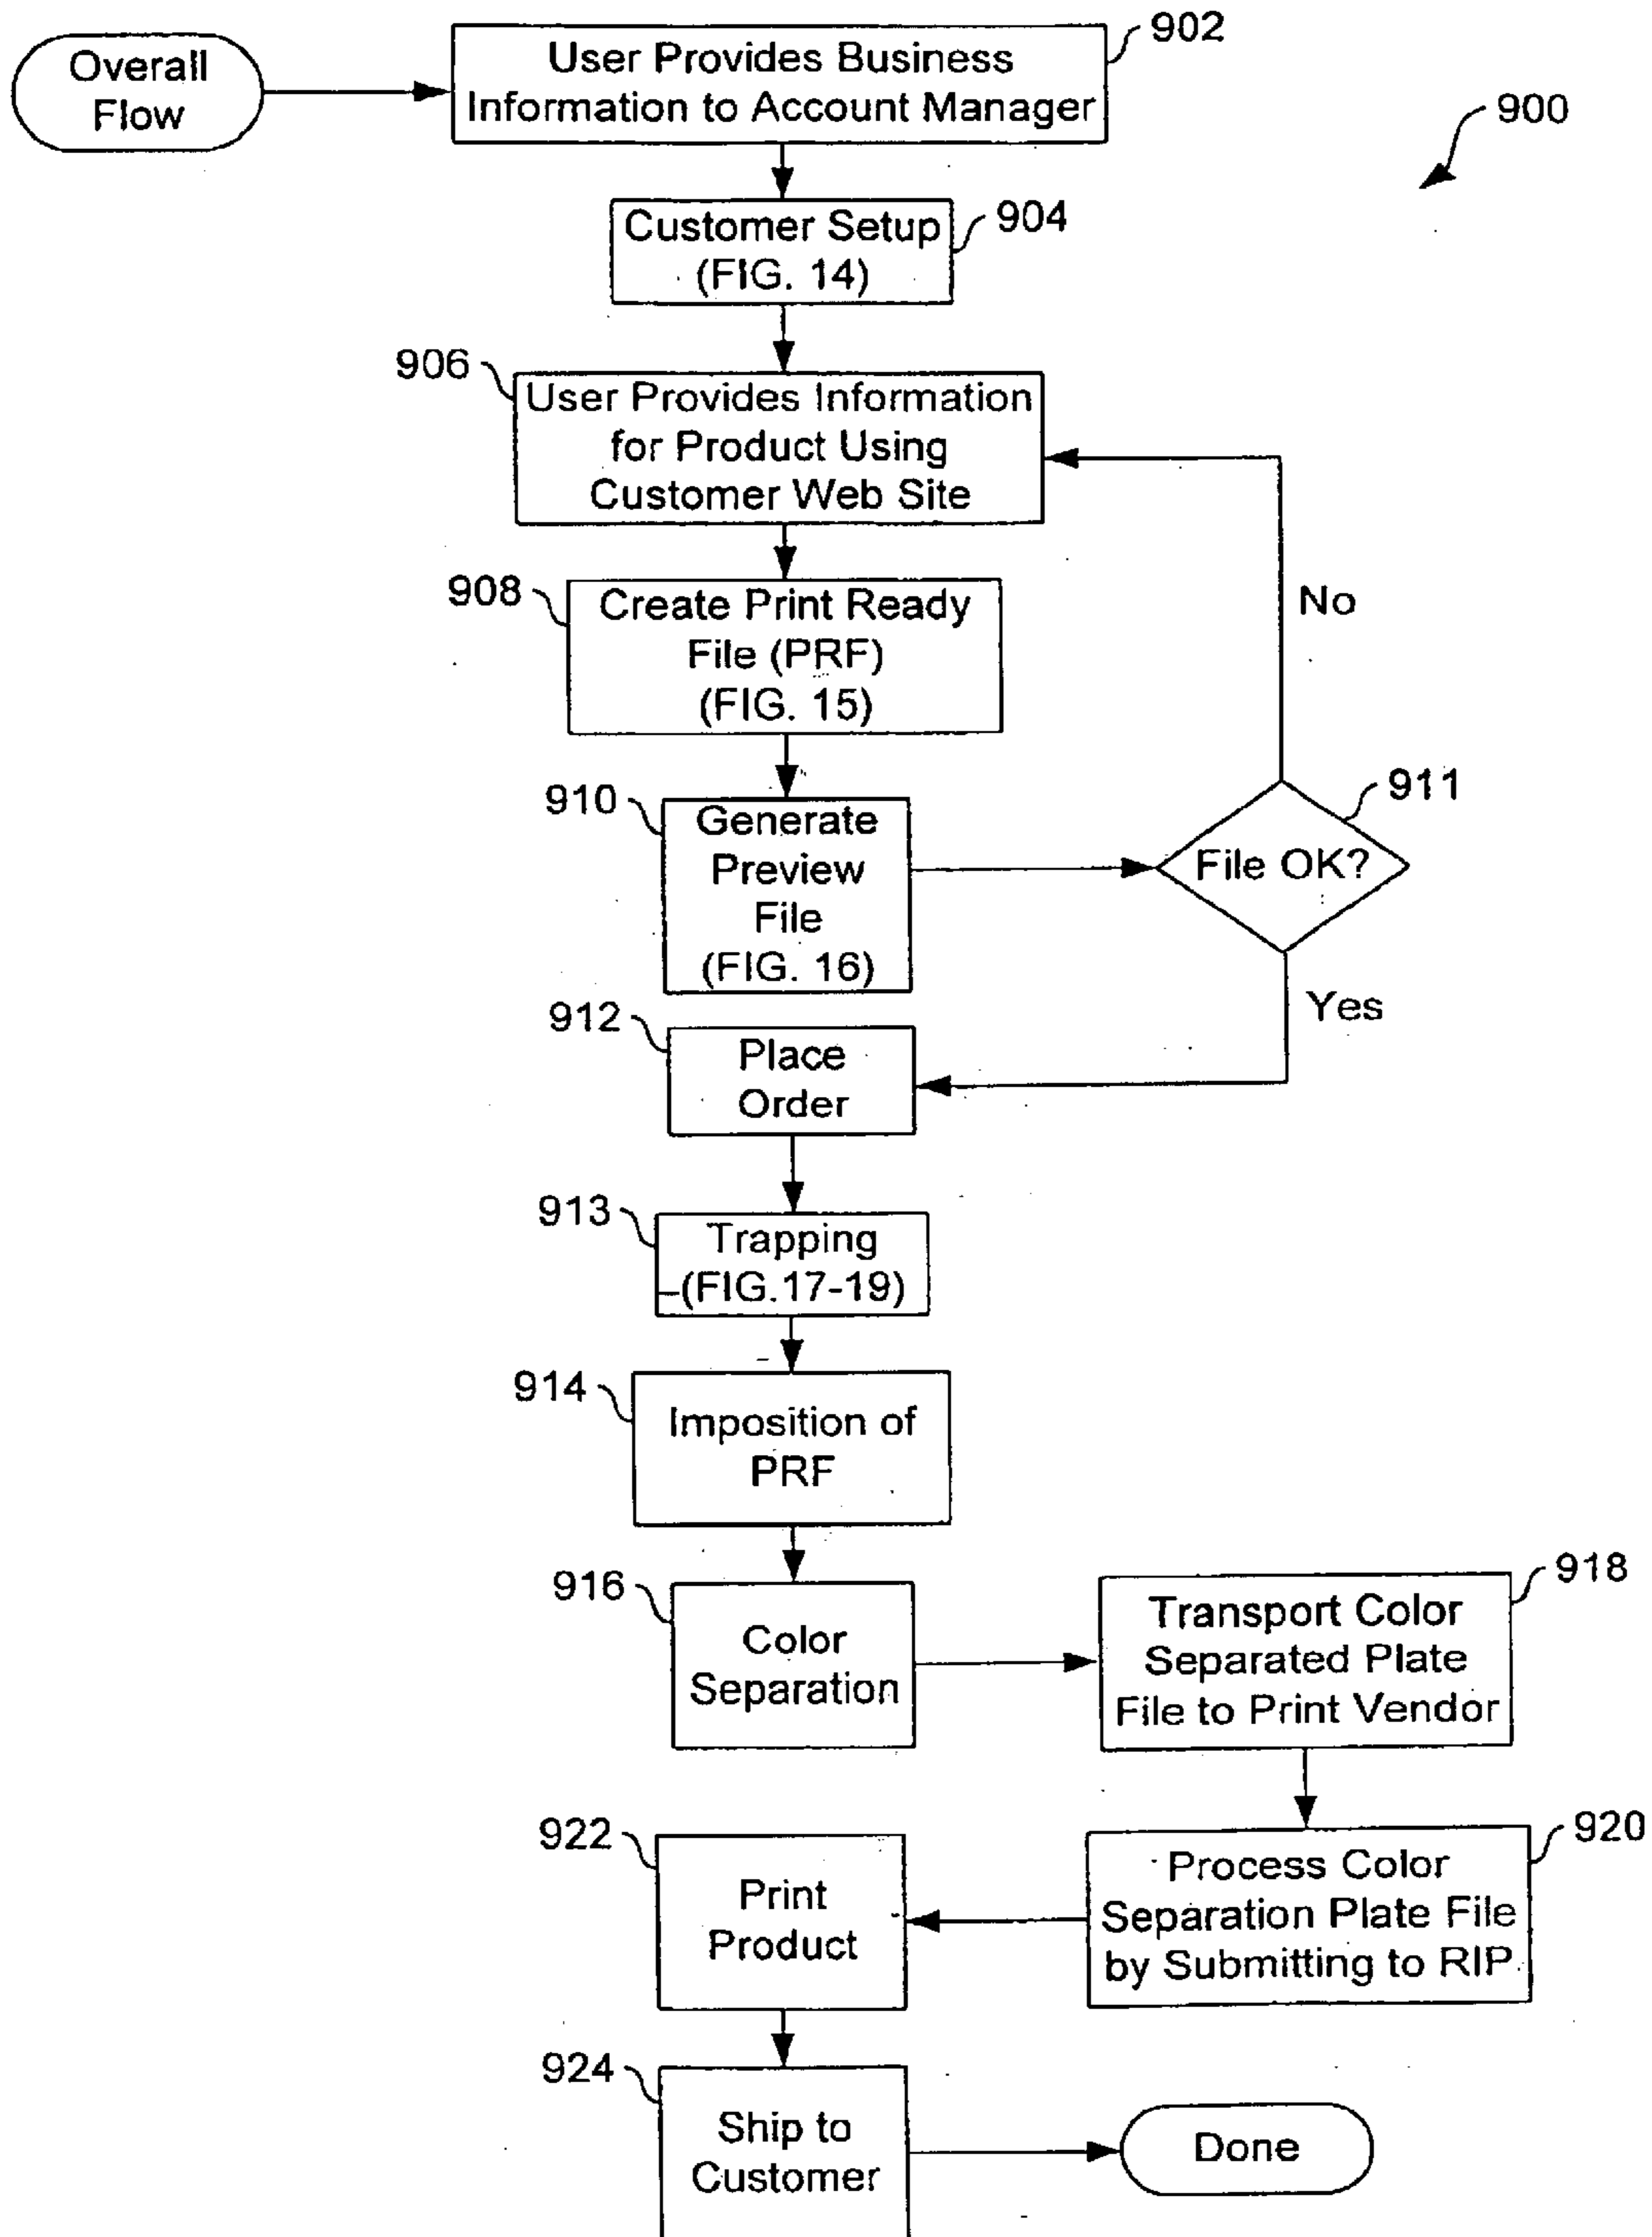 Overall
Flow
User Provides Business
Information to Account Manager
902
900
Customer Setup
(FIG. 14)
904
906
User Provides Information
for Product Using
Customer Web Site
908
Create Print Ready
File (PRF)
(FIG. 15)
No
910
Generate
Preview
File
(FIG. 16)
911
File OK?
Yes
912
Place
Order
913
Trapping
(FIG.17-19)
914
Imposition of
PRF
916
Color
Separation
918
Transport Color
Separated Plate
File to Print Vendor
920
Process Color
Separation Plate File
by Submitting to RIP
922
Print
Product
924
Ship to
Customer
Done